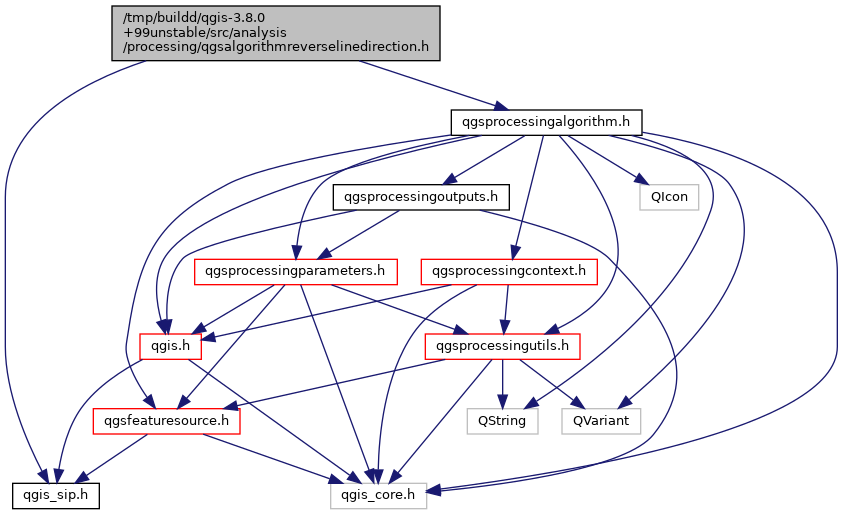 /tmp/buildd/qgis-3.8.0
+99unstable/src/analysis
/processing/qgsalgorithmreverselinedirection.h
qgsprocessingalgorithm.h
qgsprocessingoutputs.h
QIcon
qgsprocessingparameters.h
qgsprocessingcontext.h
qgis.h
qgsprocessingutils.h
qgsfeaturesource.h
QString
QVariant
qgis_sip.h
qgis_core.h